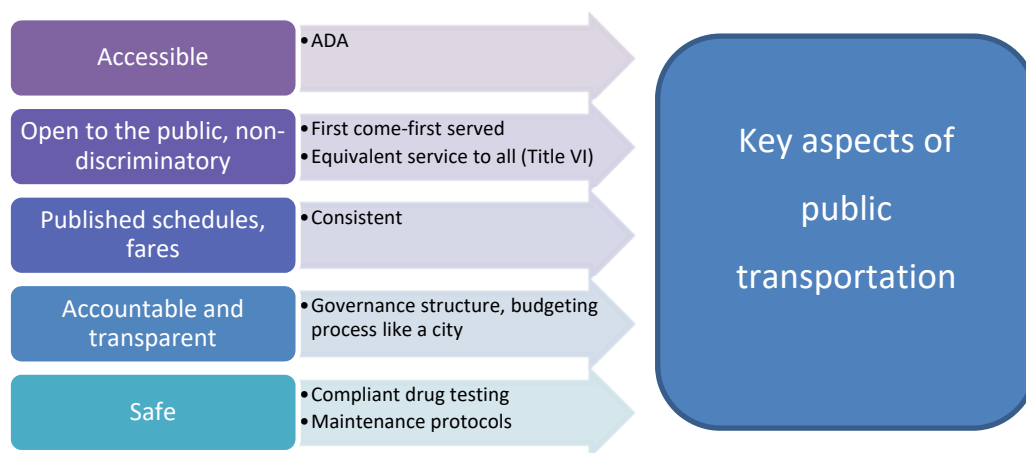 Accessible
•ADA
Open to the public, non-
discriminatory
•First come-first served
•Equivalent service to all (Title VI)
Published schedules,
fares
•Consistent
Accountable and
transparent
•Governance structure, budgeting
process like a city
Safe
•Compliant drug testing
•Maintenance protocols
Key aspects of
public
transportation